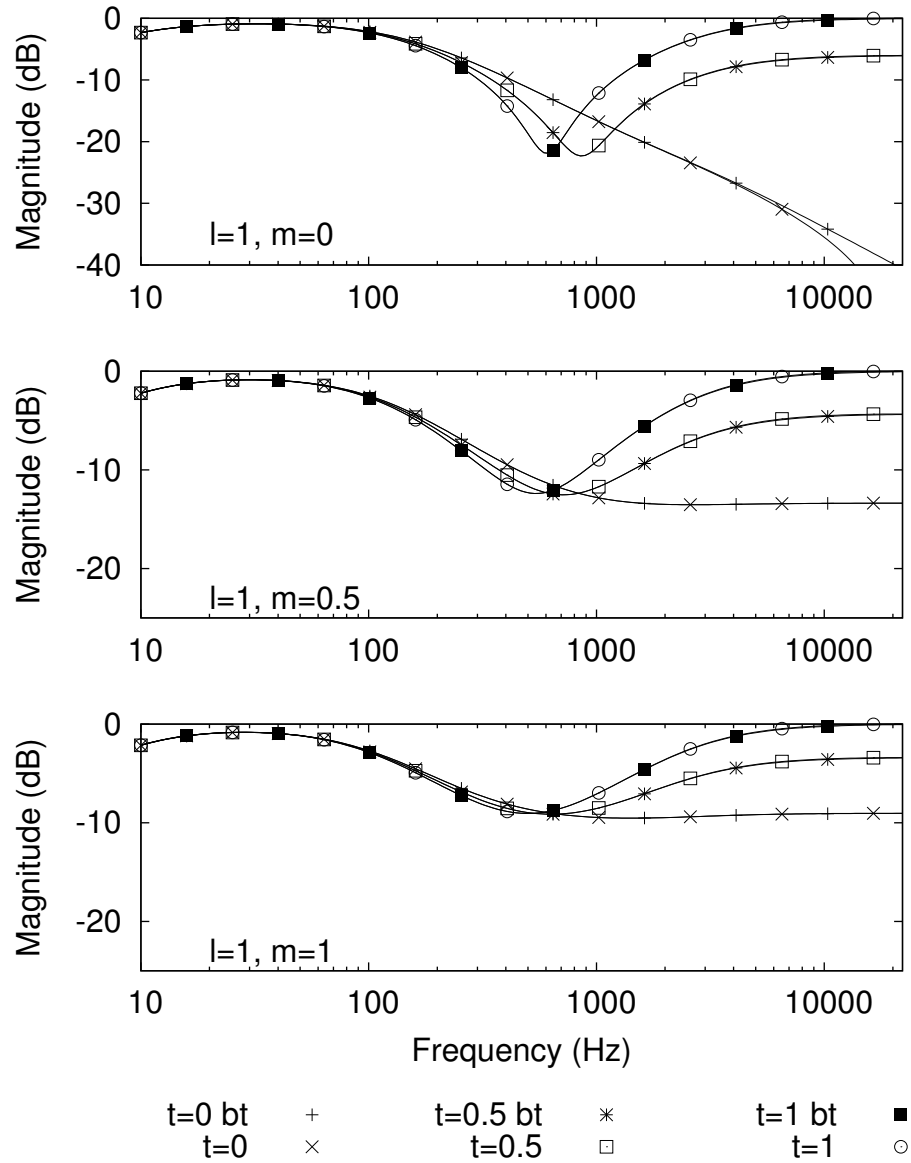 0
-10
-20
-30
-40
Magnitude (dB)
l=1, m=0
10 100 1000 10000
0
-10
-20
Magnitude (dB)
l=1, m=0.5
10 100 1000 10000
0
-10
-20
Magnitude (dB)
l=1, m=1
10 100 1000 10000
Frequency (Hz)
t=0 bt t=0.5 bt t=1 bt
t=0 t=0.5 t=1